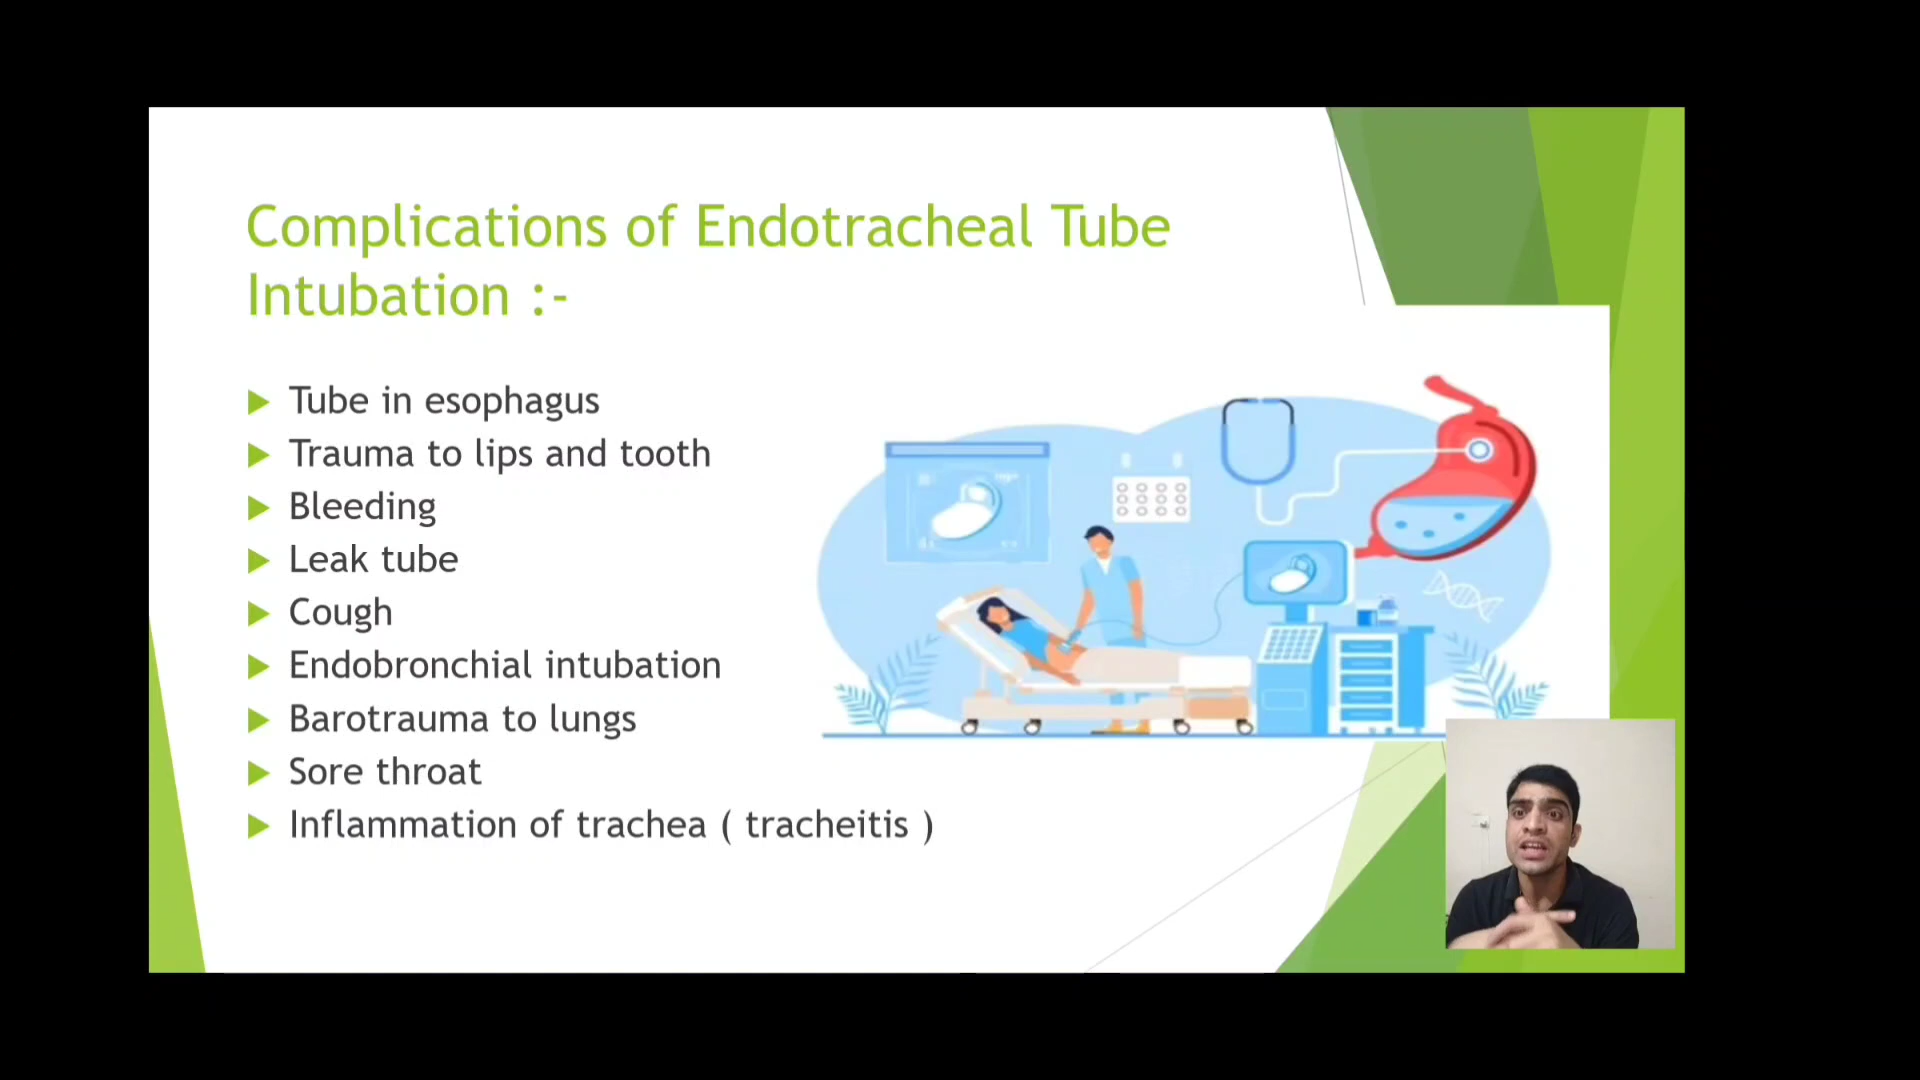 Complications of Endotracheal Tube
Intubation :-
Tube in esophagus
Trauma to lips and tooth
Bleeding
Leak tube
Cough
Endobronchial intubation
Barotrauma to lungs
Sore throat
Inflammation of trachea ( tracheitis )